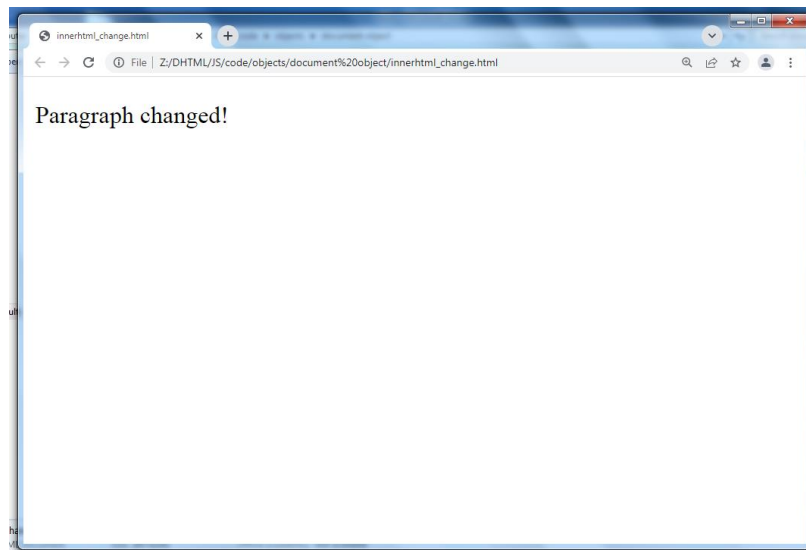 innerhtml_change.html
File | Z:/DHTML/JS/code/objects/document%20object/innerhtml_change.html
Paragraph changed!